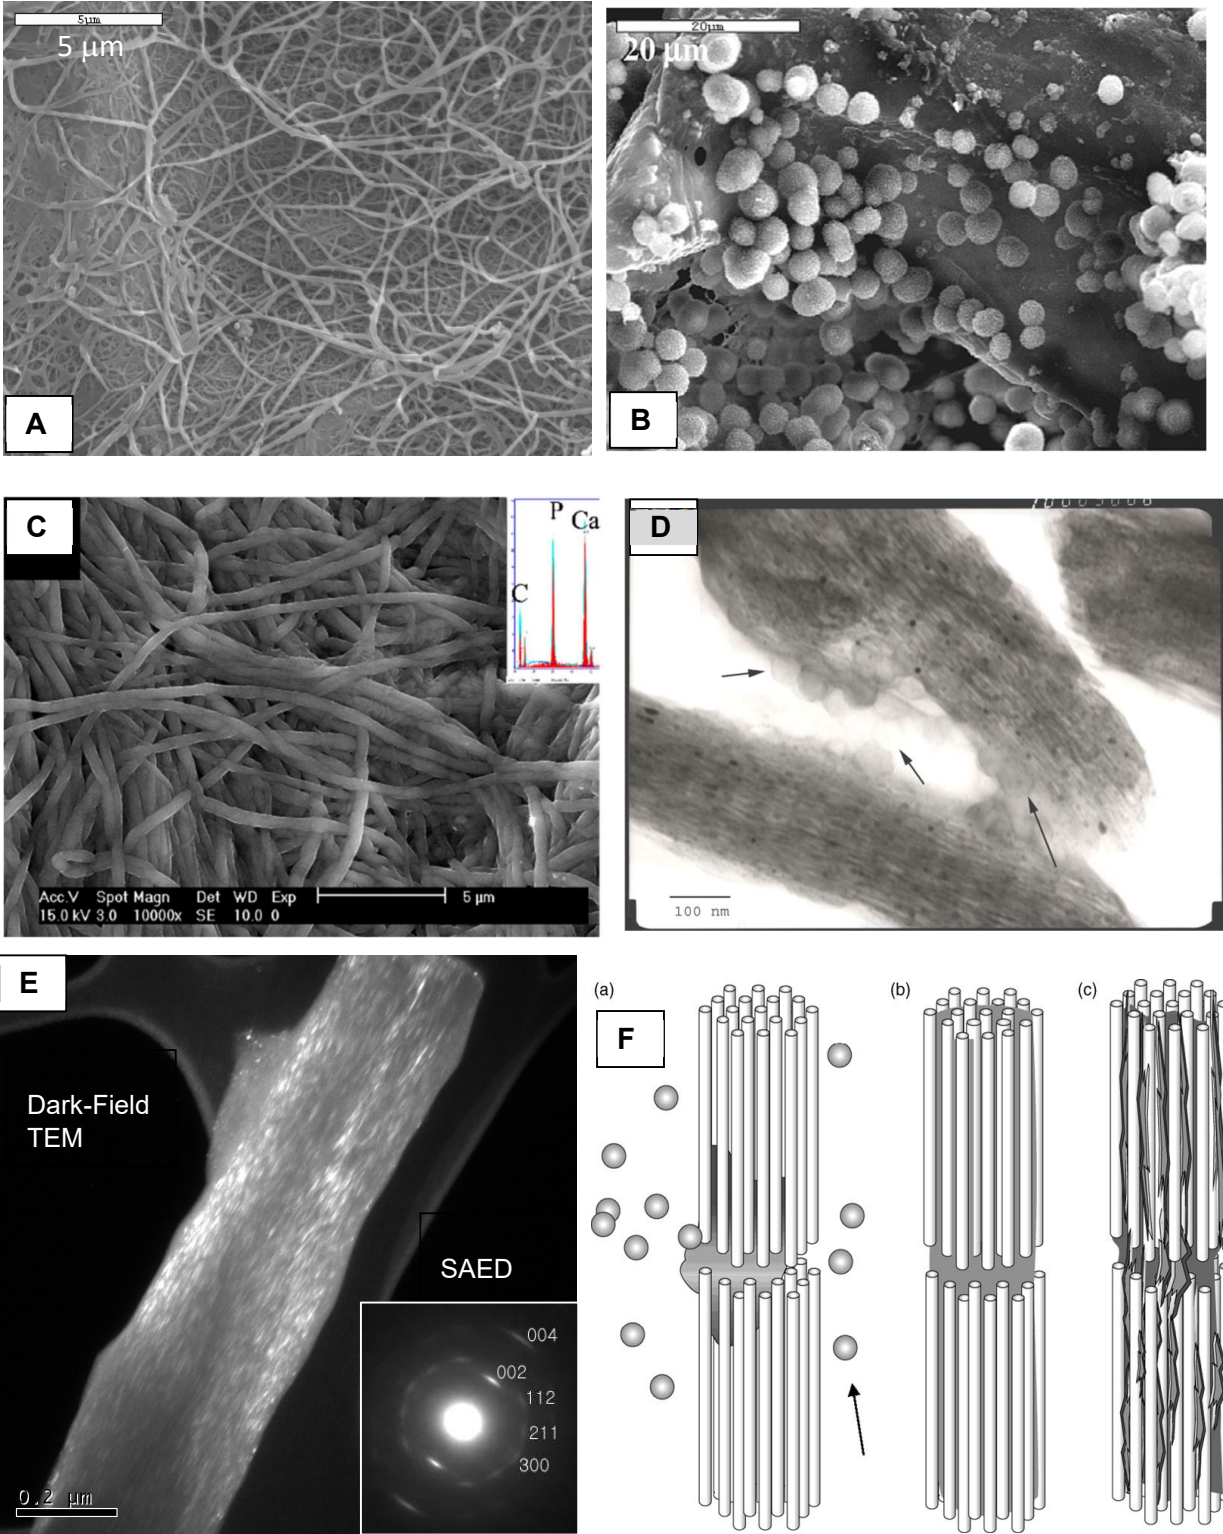 5µm
5 µm
A
20µm
20 µm
B
C
P
Ca
C
Acc.V Spot Magn Det WD Exp
15.0 kV 3.0 10000x SE 10.0 0
5 µm
D
100 nm
E
Dark-Field
TEM
SAED
004
002
112
211
300
0.2 µm
(a)
(b)
(c)
F